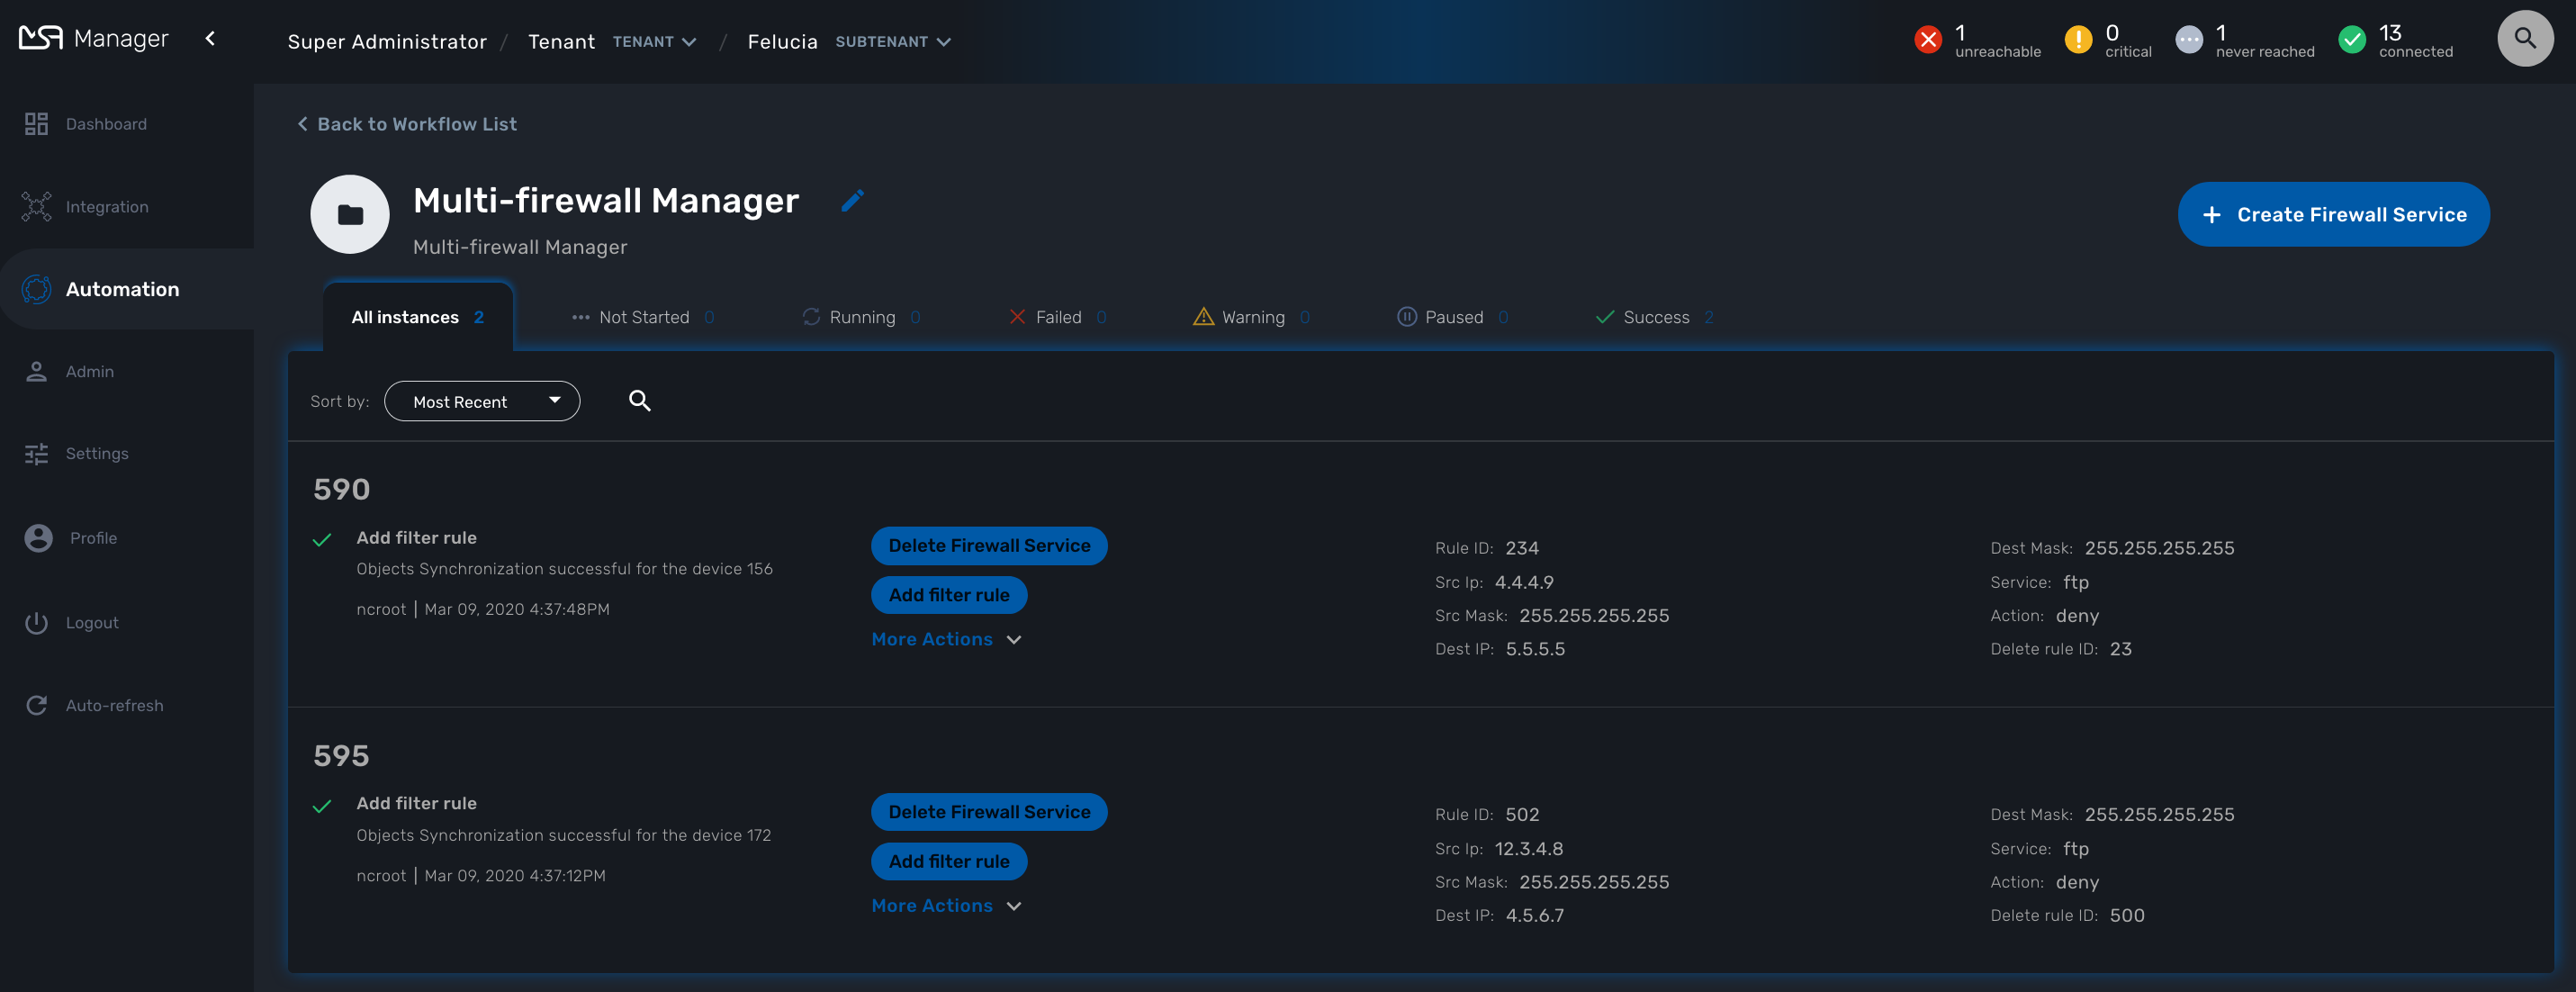 MSA Manager
Super Administrator / Tenant TENANT / Felucia SUBTENANT
1 unreachable
0 critical
1 never reached
13 connected
Dashboard
Integration
Automation
Admin
Settings
Profile
Logout
Auto-refresh
Back to Workflow List
Multi-firewall Manager
Multi-firewall Manager
+ Create Firewall Service
All instances 2
Not Started 0
Running 0
Failed 0
Warning 0
Paused 0
Success 2
Sort by: Most Recent
590
Add filter rule
Objects Synchronization successful for the device 156
ncroot | Mar 09, 2020 4:37:48PM
Delete Firewall Service
Add filter rule
More Actions
Rule ID: 234
Src Ip: 4.4.4.9
Src Mask: 255.255.255.255
Dest IP: 5.5.5.5
Dest Mask: 255.255.255.255
Service: ftp
Action: deny
Delete rule ID: 23
595
Add filter rule
Objects Synchronization successful for the device 172
ncroot | Mar 09, 2020 4:37:12PM
Delete Firewall Service
Add filter rule
More Actions
Rule ID: 502
Src Ip: 12.3.4.8
Src Mask: 255.255.255.255
Dest IP: 4.5.6.7
Dest Mask: 255.255.255.255
Service: ftp
Action: deny
Delete rule ID: 500